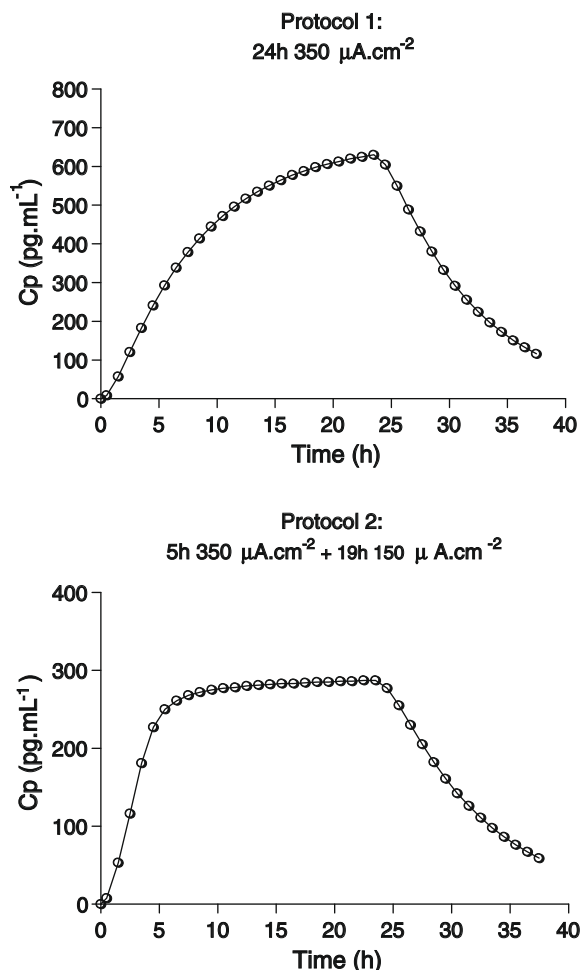 Protocol 1:
24h 350 μA.cm⁻²
800
700
600
500
400
300
200
100
0
Cp (pg.mL⁻¹)
0 5 10 15 20 25 30 35 40
Time (h)
Protocol 2:
5h 350 μA.cm⁻² + 19h 150 μ A.cm ⁻²
400
300
200
100
0
Cp (pg.mL⁻¹)
0 5 10 15 20 25 30 35 40
Time (h)